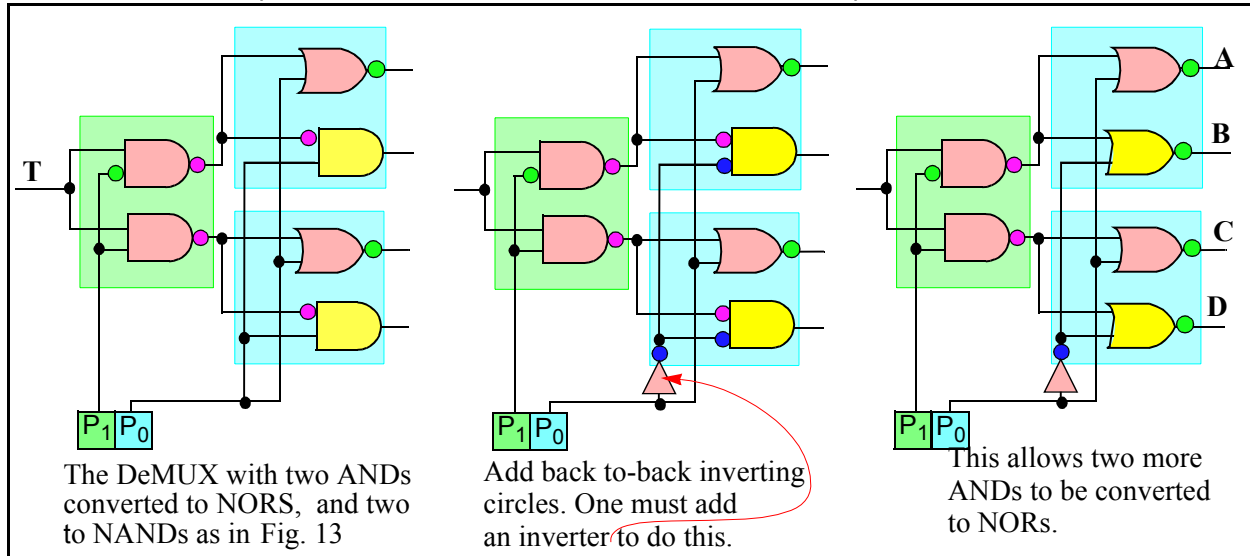 T
P1 P0
The DeMUX with two ANDs
converted to NORS, and two
to NANDs as in Fig. 13
P1 P0
Add back to-back inverting
circles. One must add
an inverter to do this.
A
B
C
D
P1 P0
This allows two more
ANDs to be converted
to NORs.